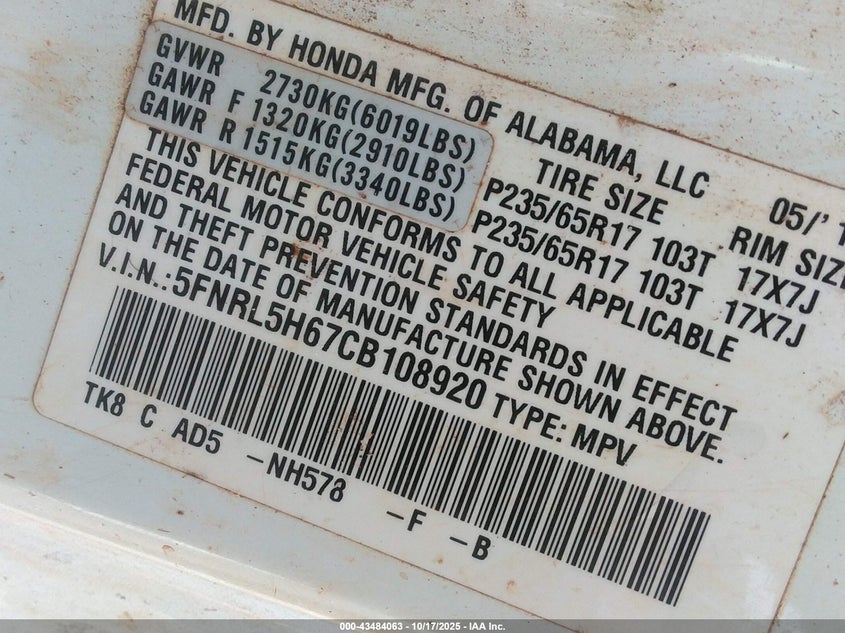 MFD. BY HONDA MFG. OF ALABAMA, LLC 05/'1
GVWR 2730KG(6019LBS) TIRE SIZE RIM SIZE
GAWR F 1320KG(2910LBS) P235/65R17 103T 17X7J
GAWR R 1515KG(3340LBS) P235/65R17 103T 17X7J
THIS VEHICLE CONFORMS TO ALL APPLICABLE
FEDERAL MOTOR VEHICLE SAFETY
AND THEFT PREVENTION STANDARDS IN EFFECT
ON THE DATE OF MANUFACTURE SHOWN ABOVE.
V.I.N.:5FNRL5H67CB108920 TYPE: MPV
TK8 C AD5 -NH578 -F -B
000-43484063 - 10/17/2025 - IAA Inc.